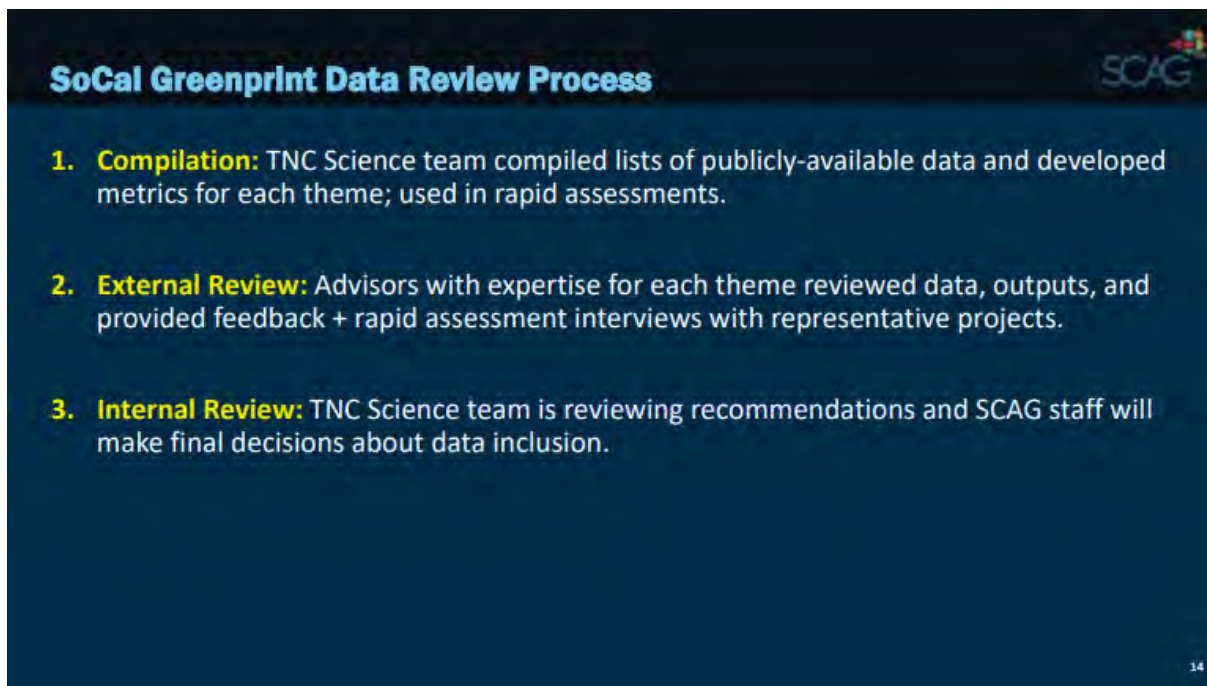 SoCal Greenprint Data Review Process
SCAG
1. Compilation: TNC Science team compiled lists of publicly-available data and developed
metrics for each theme; used in rapid assessments.
2. External Review: Advisors with expertise for each theme reviewed data, outputs, and
provided feedback + rapid assessment interviews with representative projects.
3. Internal Review: TNC Science team is reviewing recommendations and SCAG staff will
make final decisions about data inclusion.
14